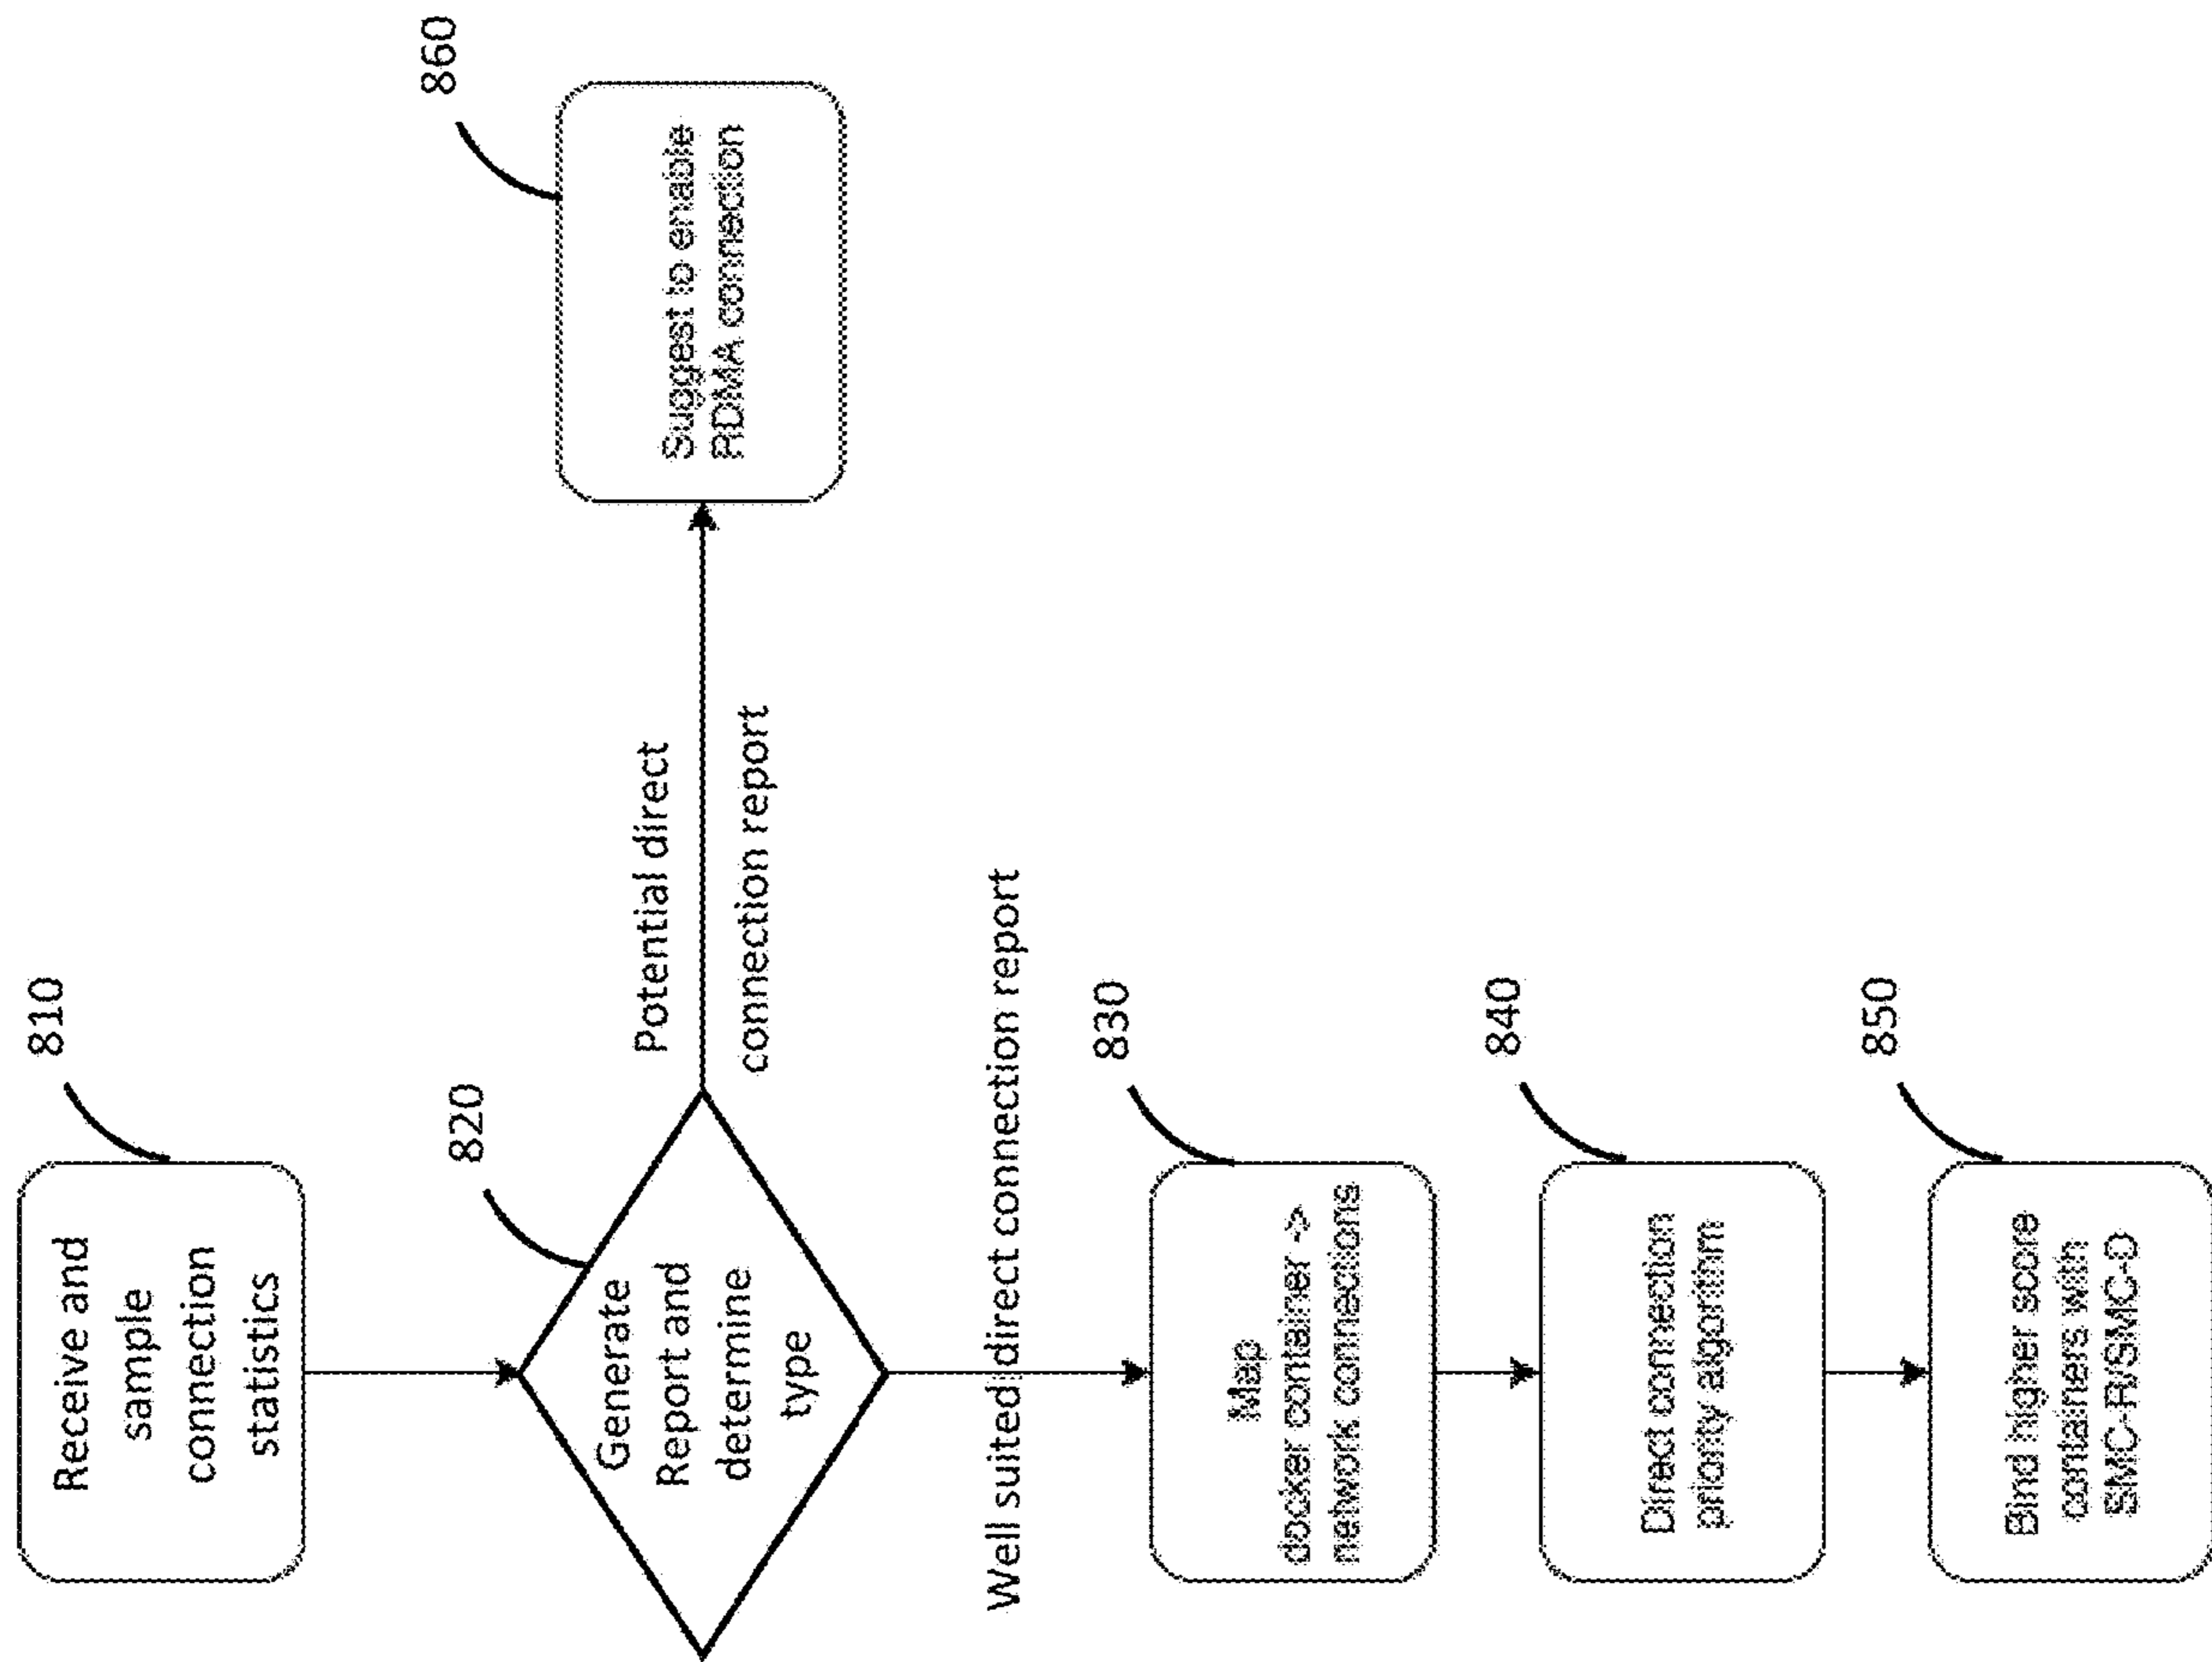 810
Receive and
sample
connection
statistics
820
Generate
Report and
determine
type
Potential direct
connection report
860
Suggest to enable
RDMA connection
Well suited direct connection report
830
Map
docker container ->
network connections
840
Direct connection
priority algorithm
850
Bind higher score
containers with
SMC-R/SMC-D